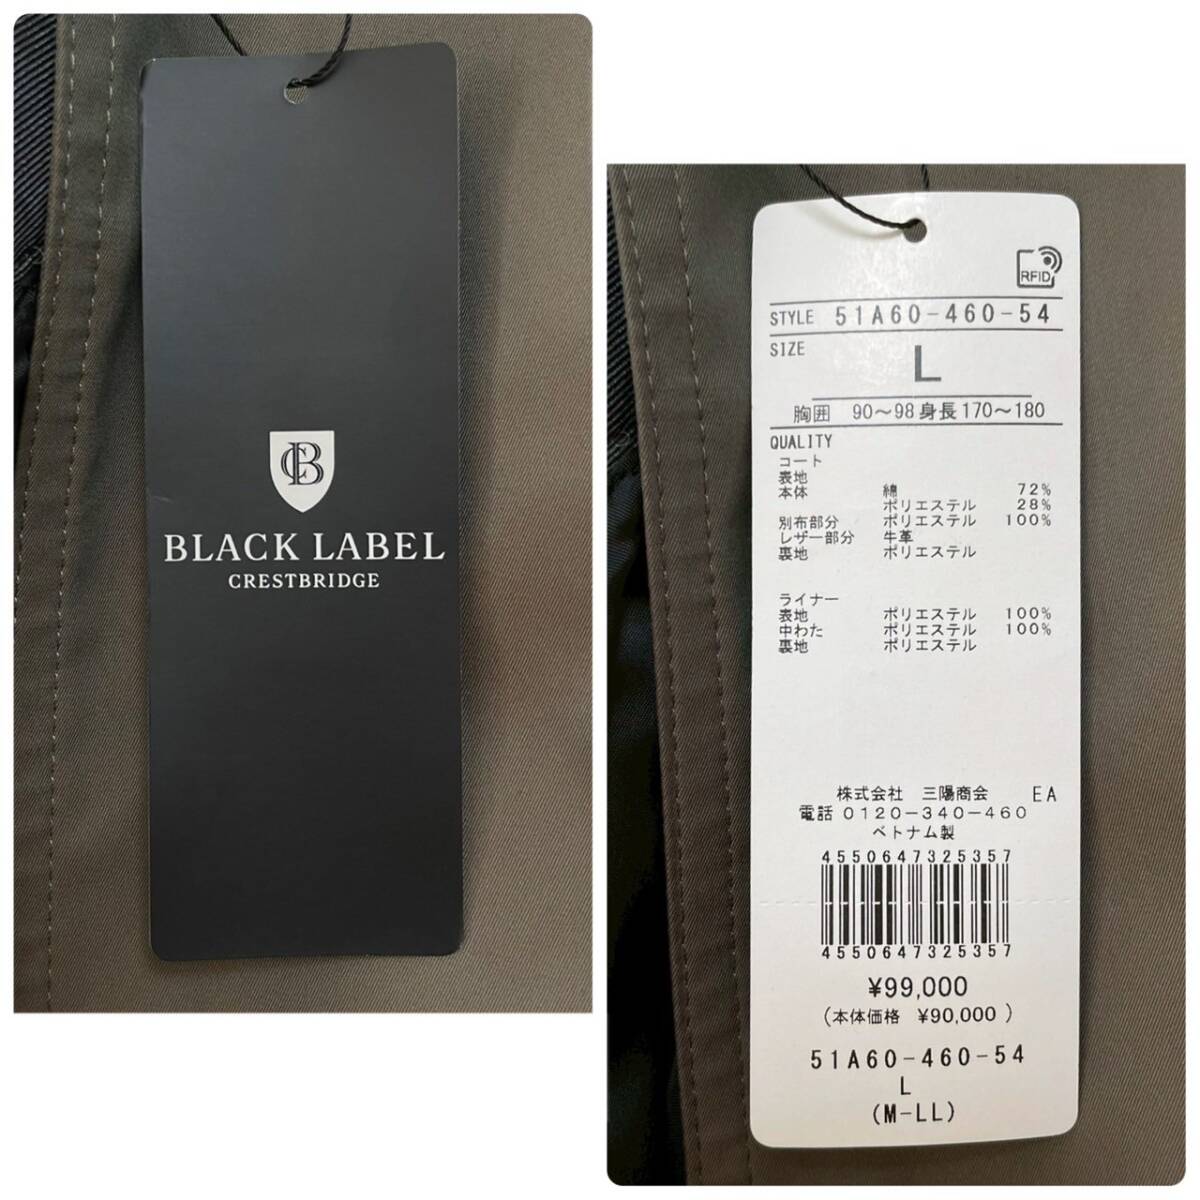 CB
BLACK LABEL
CRESTBRIDGE
RFID
STYLE 51A60-460-54
SIZE
L
胸囲 90～98 身長 170～180
QUALITY
コート
表地
本体 綿 72%
ポリエステル 28%
別布部分 ポリエステル 100%
レザー部分 牛革
裏地 ポリエステル
ライナー
表地 ポリエステル 100%
中わた ポリエステル 100%
裏地 ポリエステル
株式会社 三陽商会 EA
電話 0120-340-460
ベトナム製
4550647325357
4550647325357
¥99,000
(本体価格 ¥90,000 )
51A60-460-54
L
(M-LL)